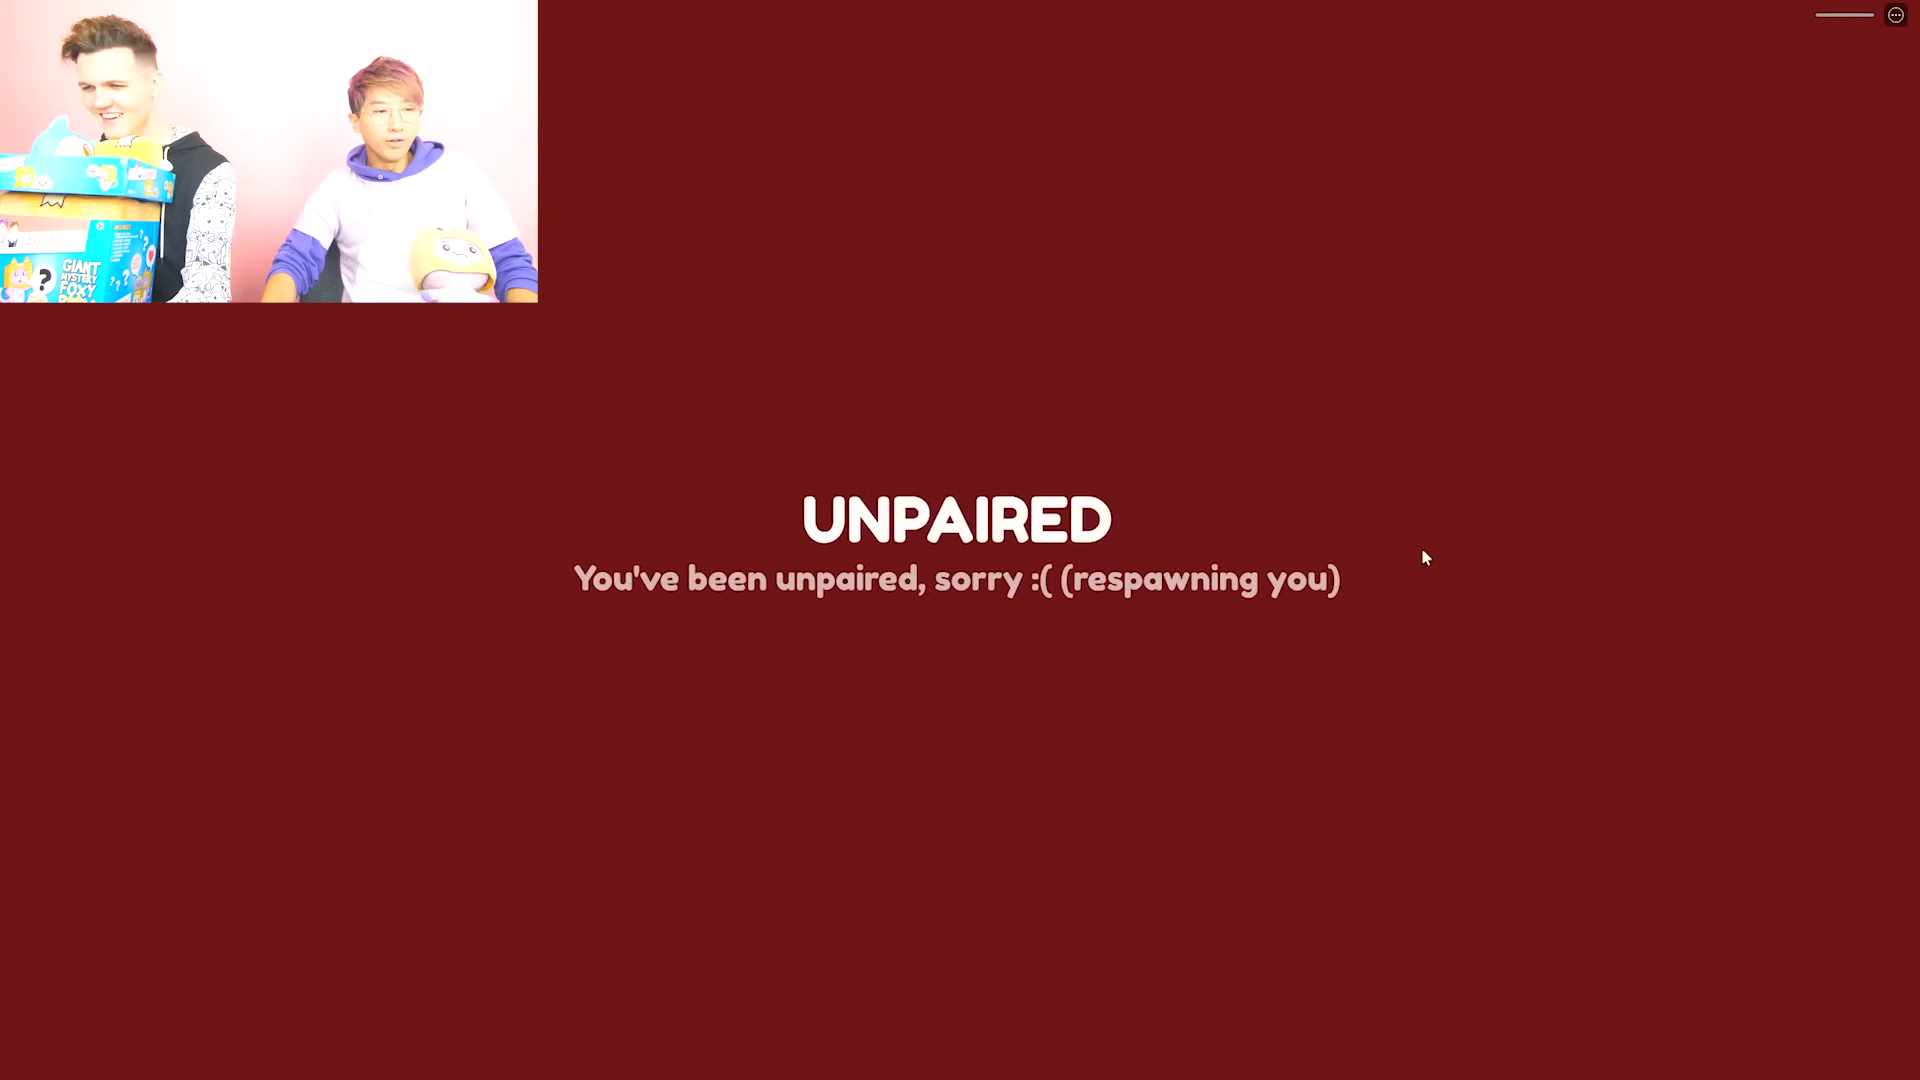 GIANT
MYSTERY
FOXY
UNPAIRED
You've been unpaired, sorry :( (respawning you)